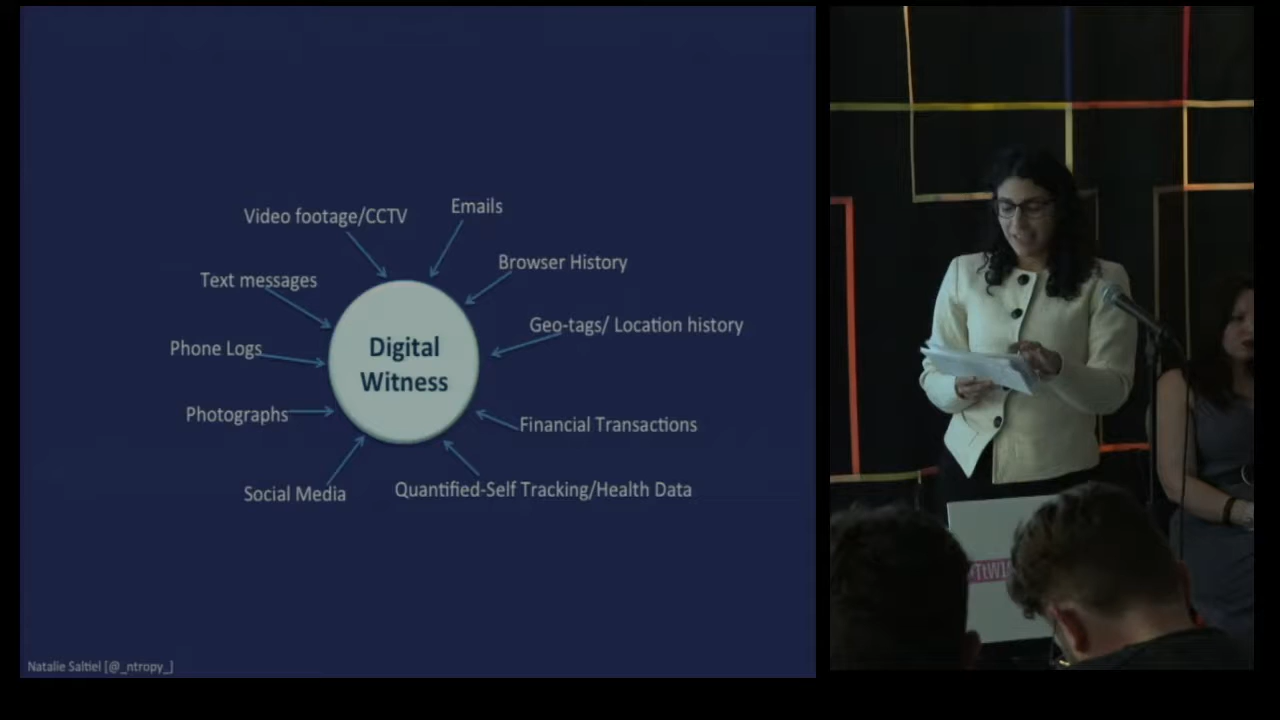 Video footage/CCTV
Emails
Text messages
Browser History
Geo-tags/ Location history
Phone Logs
Digital
Witness
Photographs
Financial Transactions
Social Media
Quantified-Self Tracking/Health Data
Natalie Saltiel [@_ntropy_]